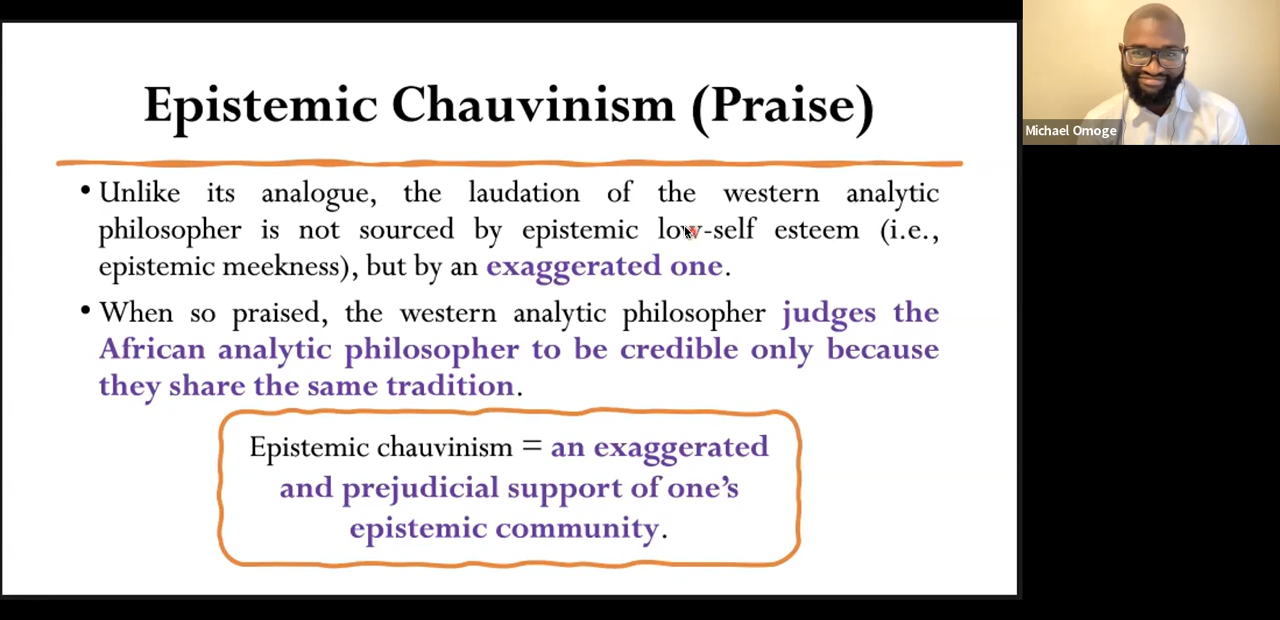 Epistemic Chauvinism (Praise)
• Unlike its analogue, the laudation of the western analytic
philosopher is not sourced by epistemic low-self esteem (i.e.,
epistemic meekness), but by an exaggerated one.
• When so praised, the western analytic philosopher judges the
African analytic philosopher to be credible only because
they share the same tradition.
Epistemic chauvinism = an exaggerated
and prejudicial support of one’s
epistemic community.
Michael Omoge